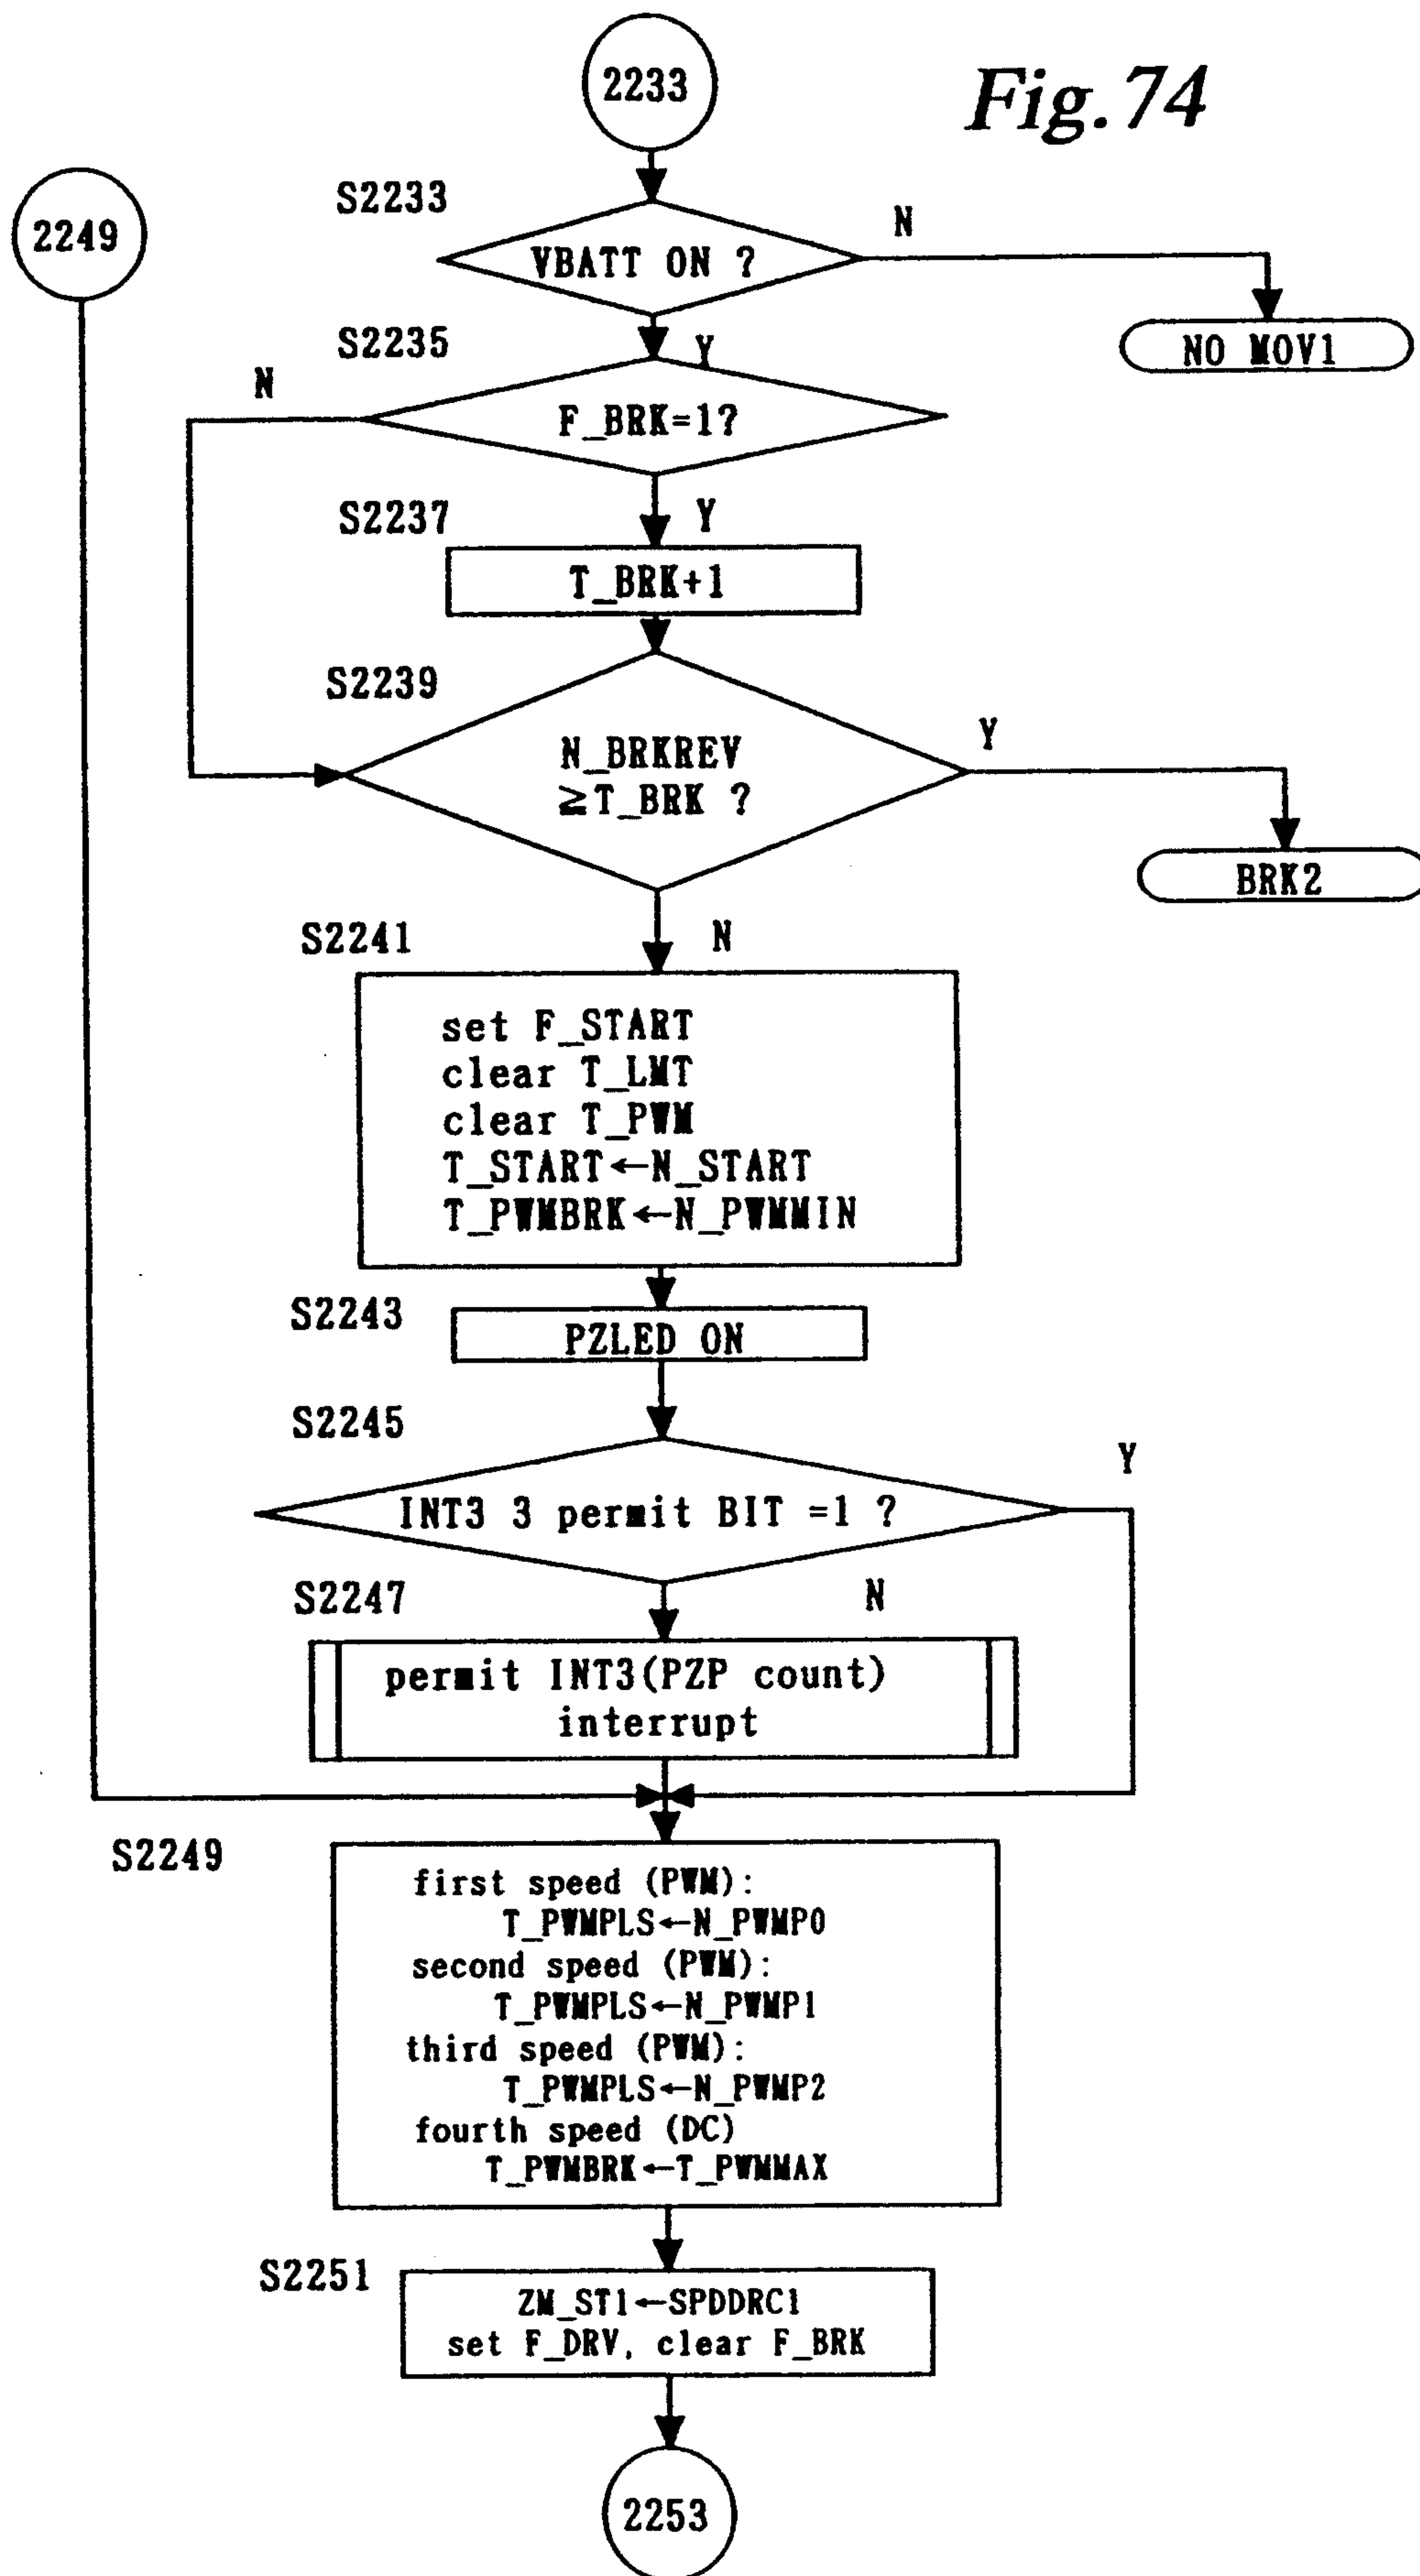 Fig.74
2233
2249
S2233
VBATT ON ?
N
NO MOV1
S2235
Y
N
F_BRK=1?
S2237
Y
T_BRK+1
S2239
N_BRKREV
≧T_BRK ?
Y
BRK2
S2241
N
set F_START
clear T_LMT
clear T_PWM
T_START←N_START
T_PWMBRK←N_PWMMIN
S2243
PZLED ON
S2245
INT3 3 permit BIT =1 ?
Y
S2247
N
permit INT3(PZP count)
interrupt
S2249
first speed (PWM):
T_PWMPLS←N_PWMP0
second speed (PWM):
T_PWMPLS←N_PWMP1
third speed (PWM):
T_PWMPLS←N_PWMP2
fourth speed (DC)
T_PWMBRK←T_PWMMAX
S2251
ZM_ST1←SPDDRC1
set F_DRV, clear F_BRK
2253